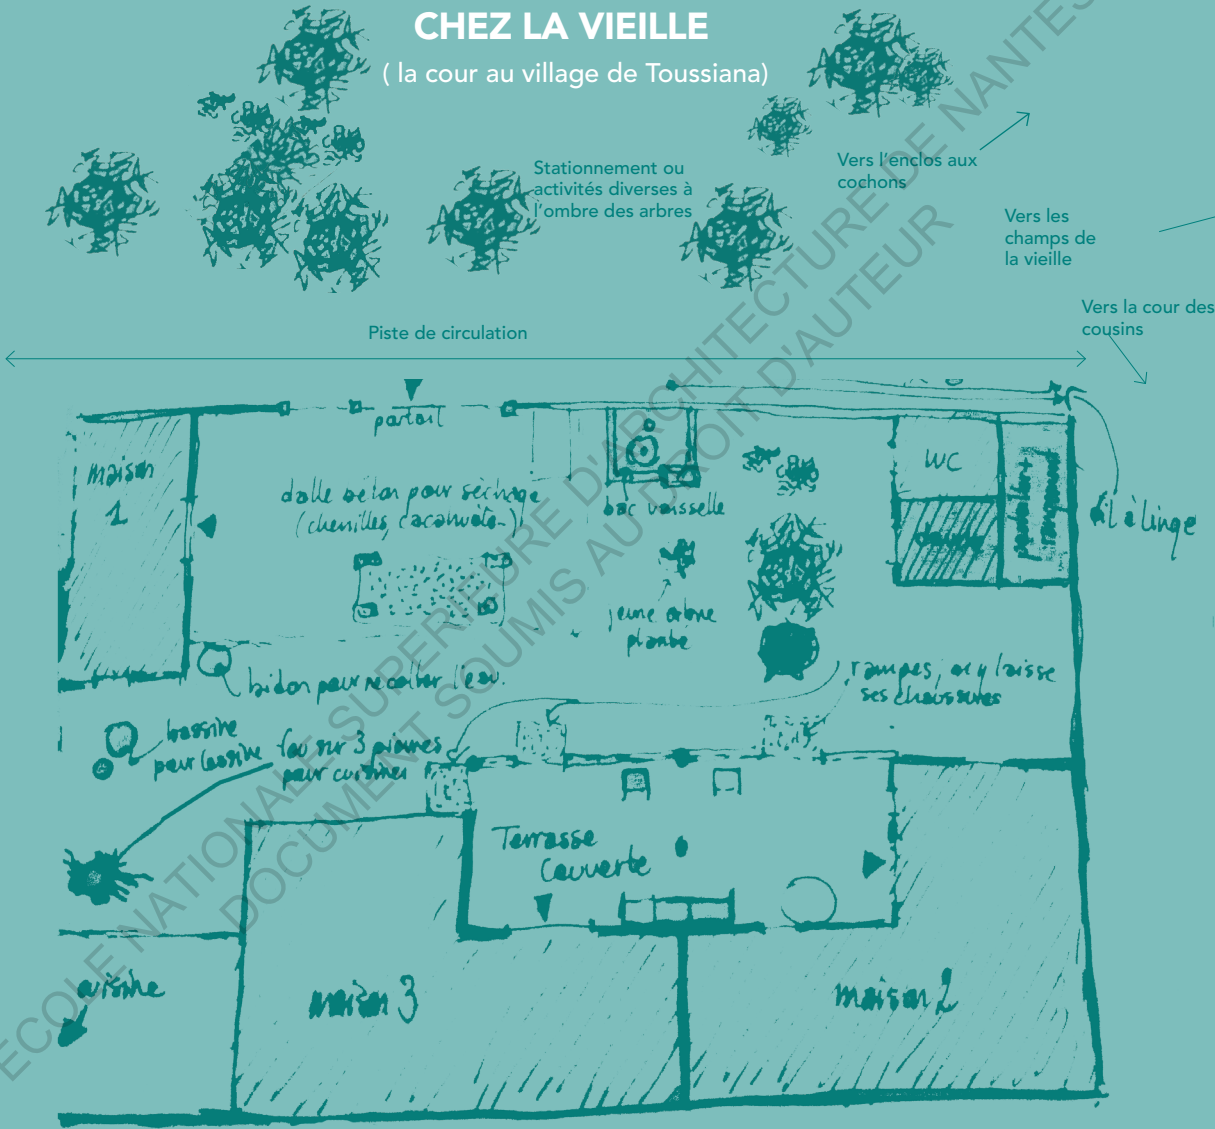 CHEZ LA VIEILLE
( la cour au village de Toussiana)
Stationnement ou
activités diverses à
l'ombre des arbres
Vers l'enclos aux
cochons
Vers les
champs de
la vieille
Vers la cour des
cousins
Piste de circulation
portail
maison
1
dalle béton pour séchage
(chenilles,
bac vaisselle
WC
douche
fil à linge
jeune arbre
planté
bidon pour récolter l'eau.
rampes, on y laisse
ses chaussures
bassine
pour lessive
feu sur 3 pierres
pour cuisiner
Terrasse
Couverte
cuisine
maison 3
maison 2
ECOLE NATIONALE SUPERIEURE D'ARCHITECTURE DE NANTES
DOCUMENT SOUMIS AU DROIT D'AUTEUR